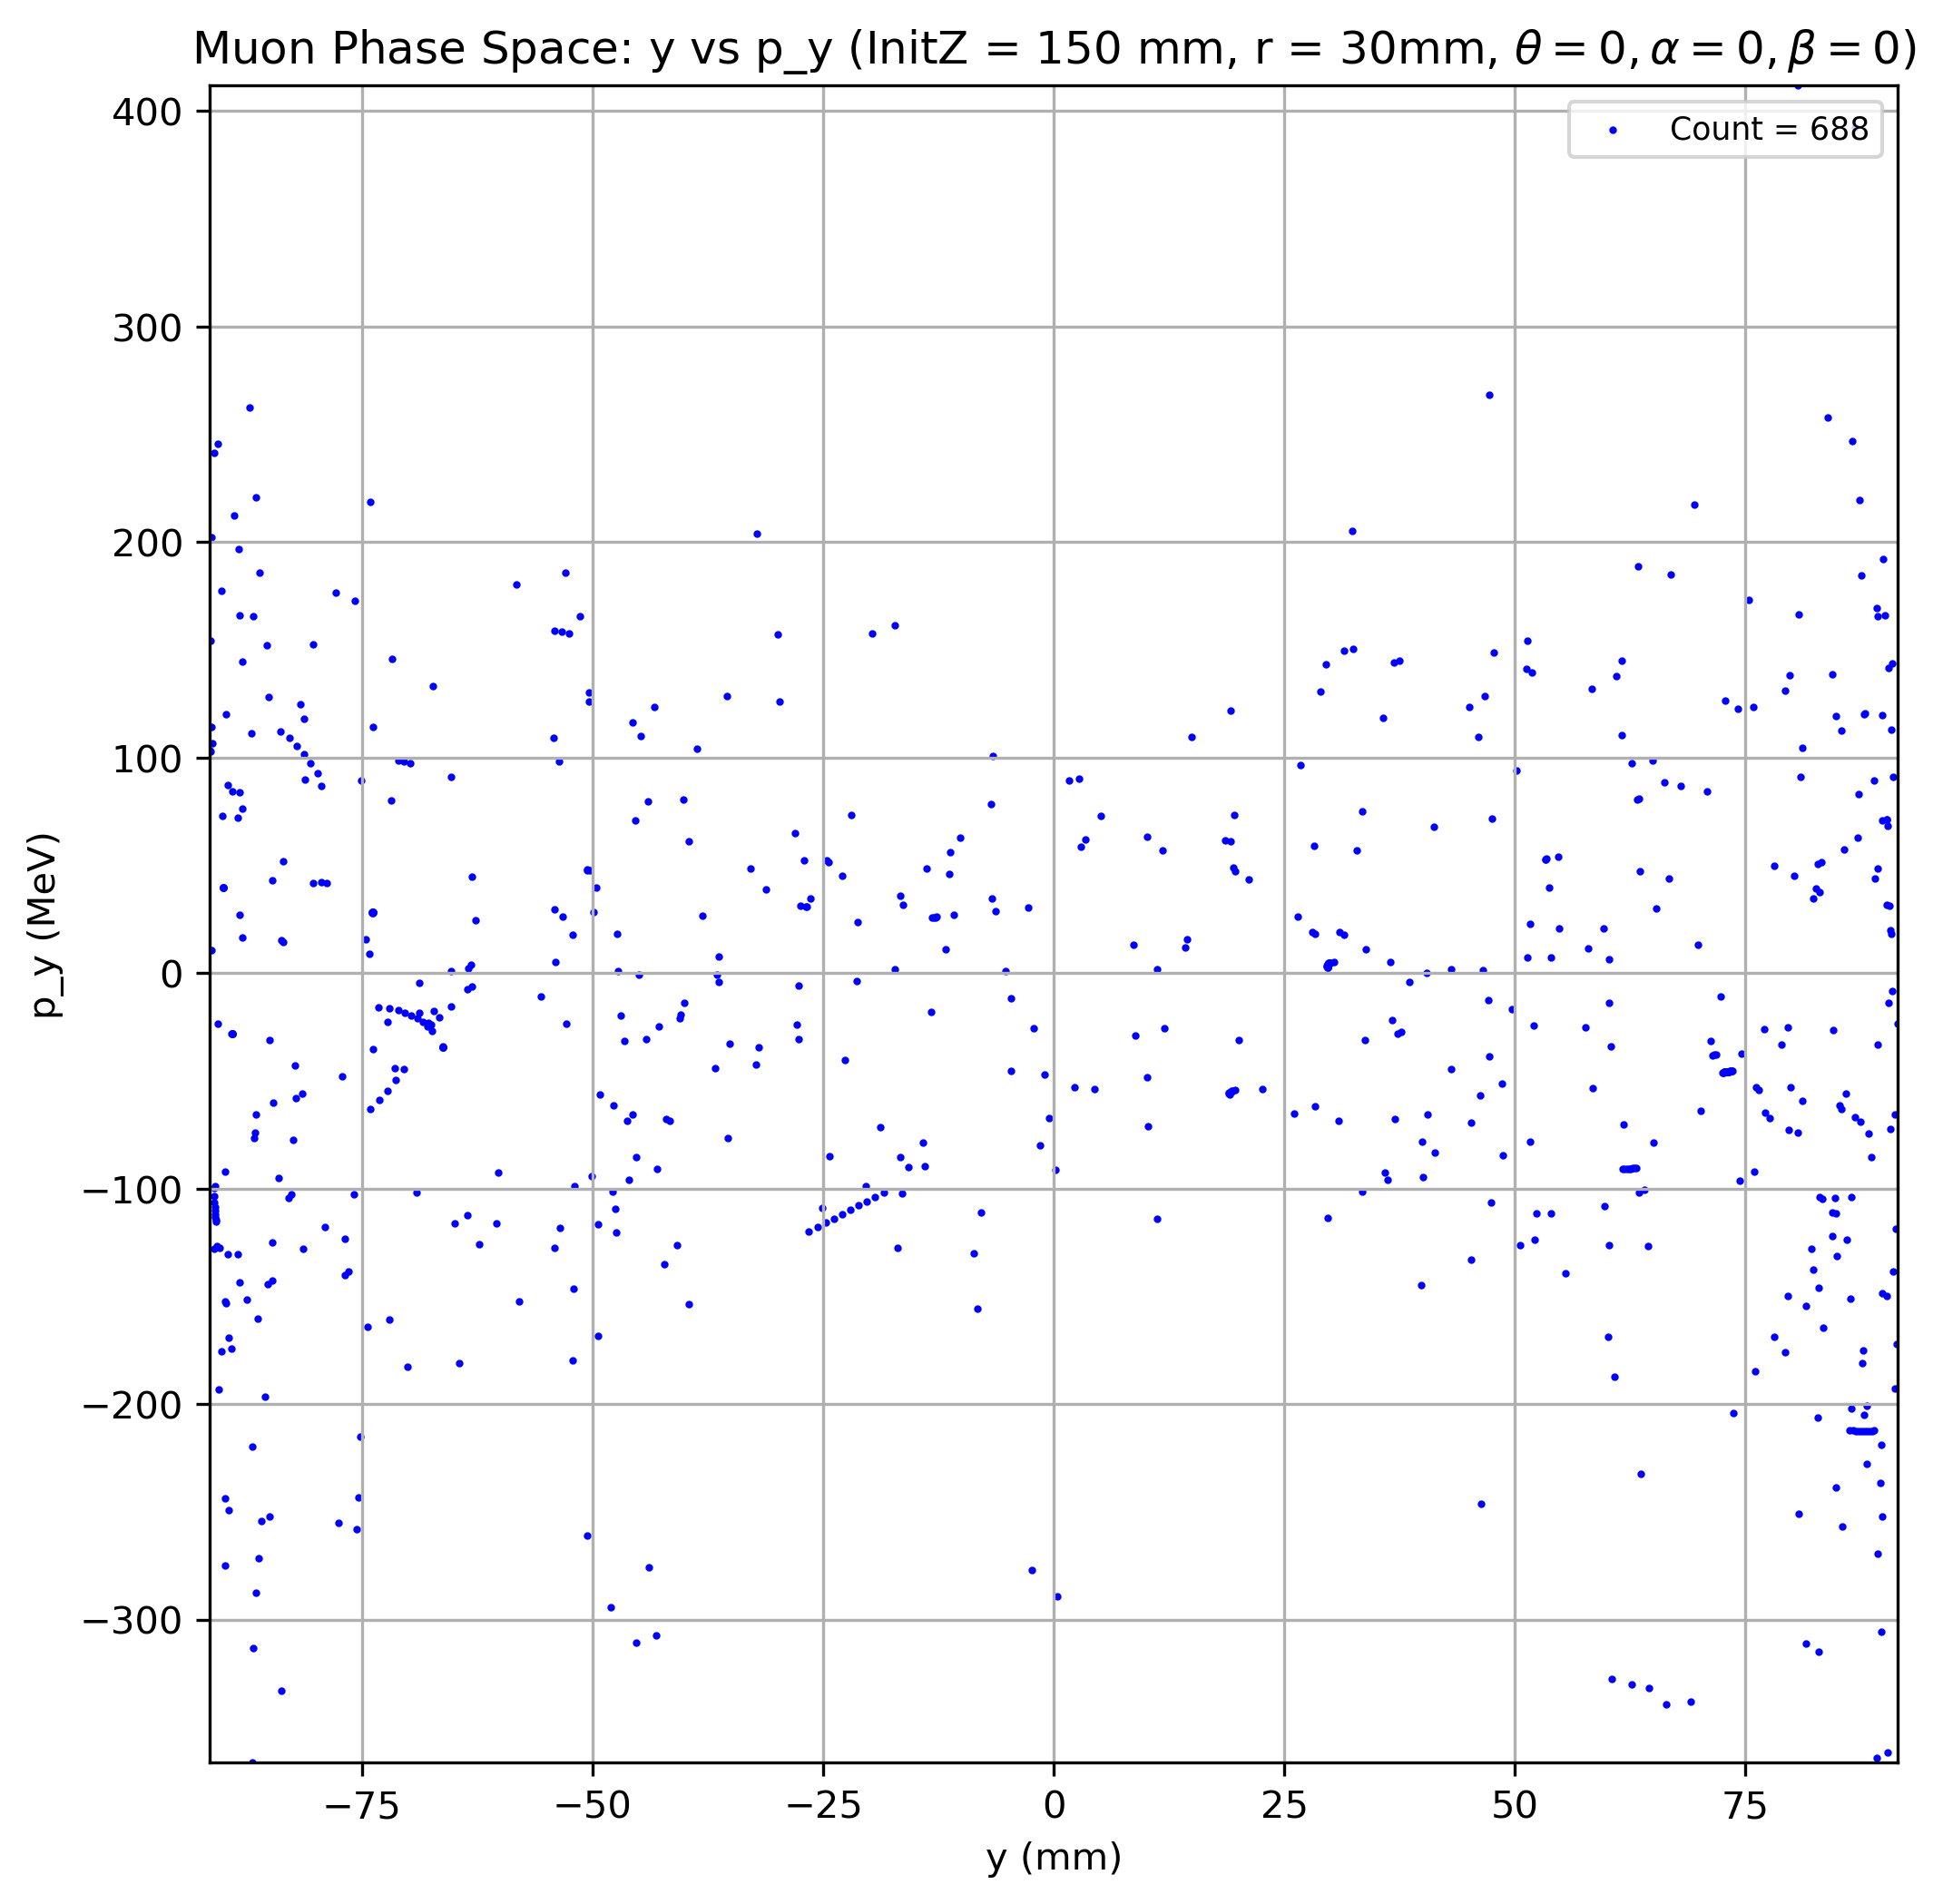 Muon Phase Space: y vs p_y (InitZ = 150 mm, r = 30mm, θ = 0, α = 0, β = 0)
Count = 688
400
300
200
100
0
−100
−200
−300
p_y (MeV)
−75 −50 −25 0 25 50 75
y (mm)